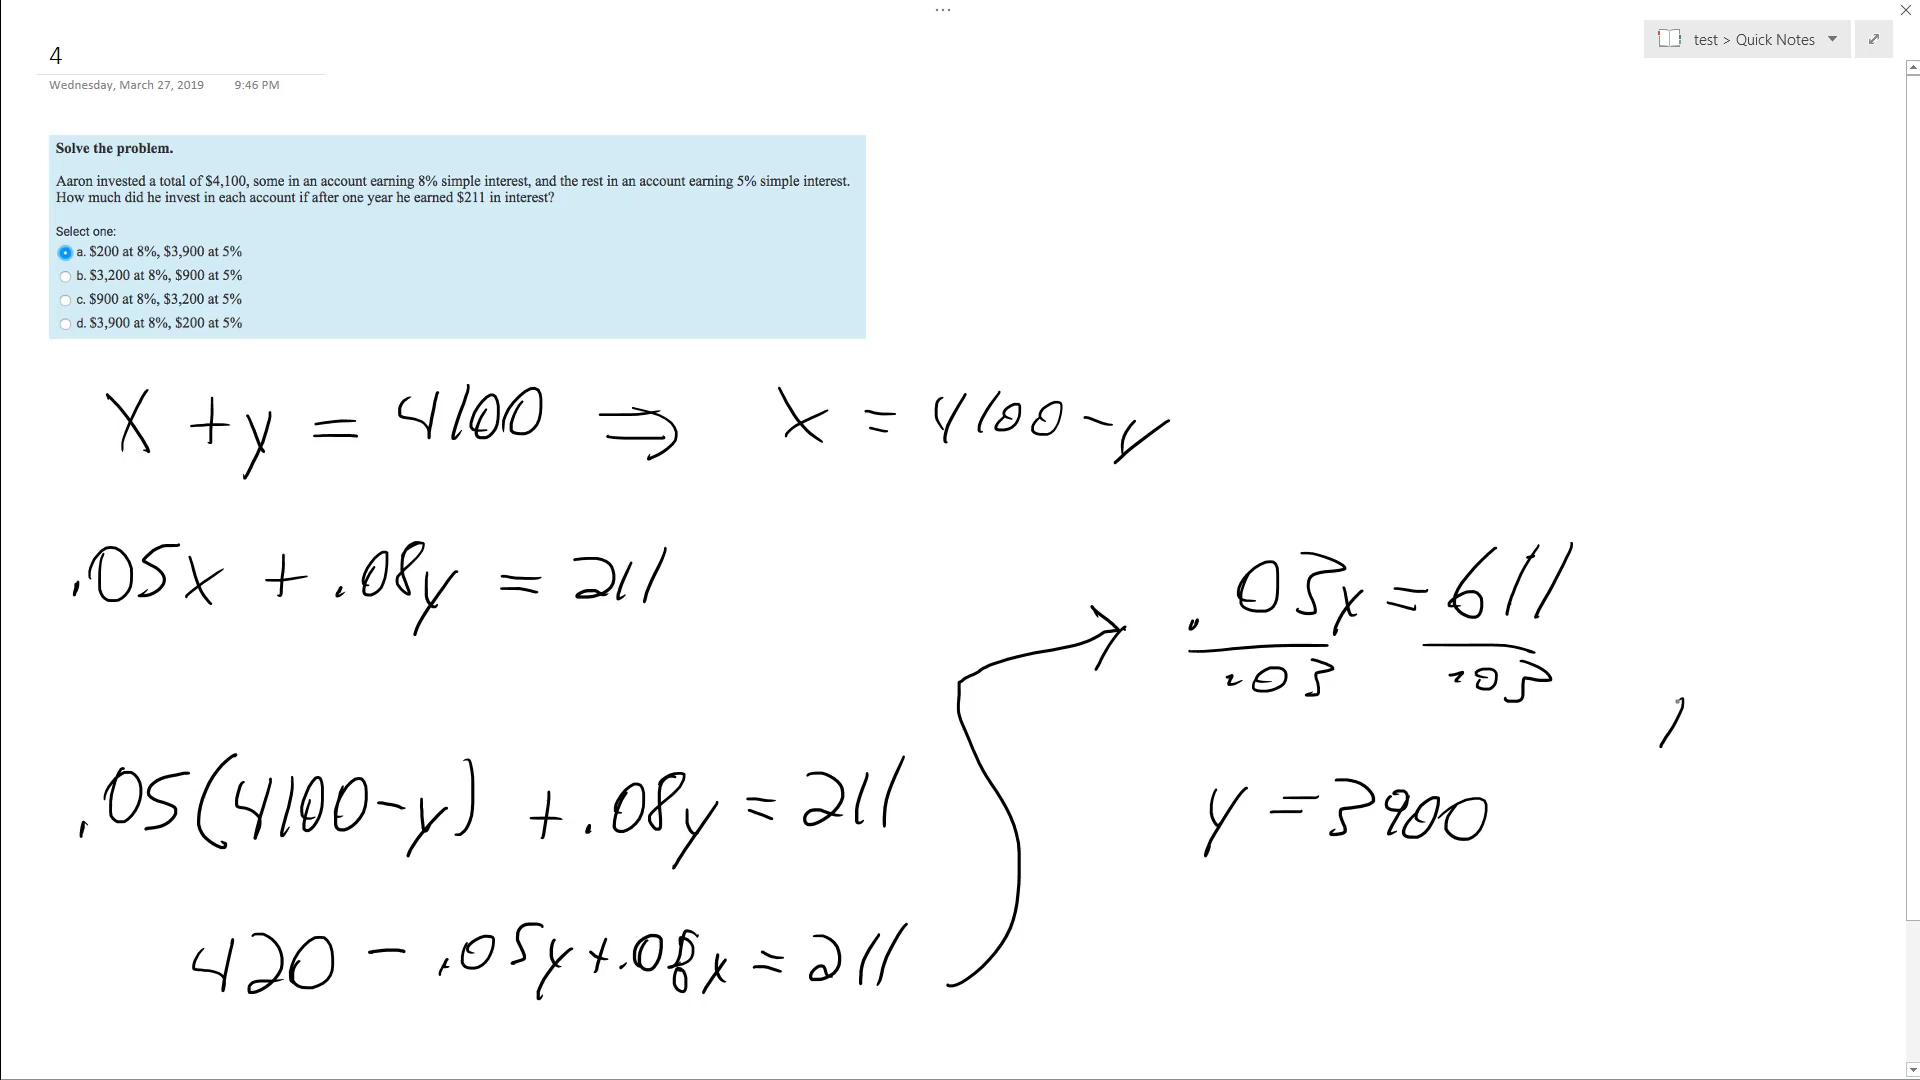 ...
test > Quick Notes
4
Wednesday, March 27, 2019 9:46 PM
Solve the problem.
Aaron invested a total of $4,100, some in an account earning 8% simple interest, and the rest in an account earning 5% simple interest.
How much did he invest in each account if after one year he earned $211 in interest?
Select one:
a. $200 at 8%, $3,900 at 5%
b. $3,200 at 8%, $900 at 5%
c. $900 at 8%, $3,200 at 5%
d. $3,900 at 8%, $200 at 5%
x + y = 4100 ⇒ x = 4100 - y
.05x + .08y = 211
.05(4100 - y) + .08y = 211
420 - .05y + .08x = 211
.03x = 611
.03 .03
y = 3900